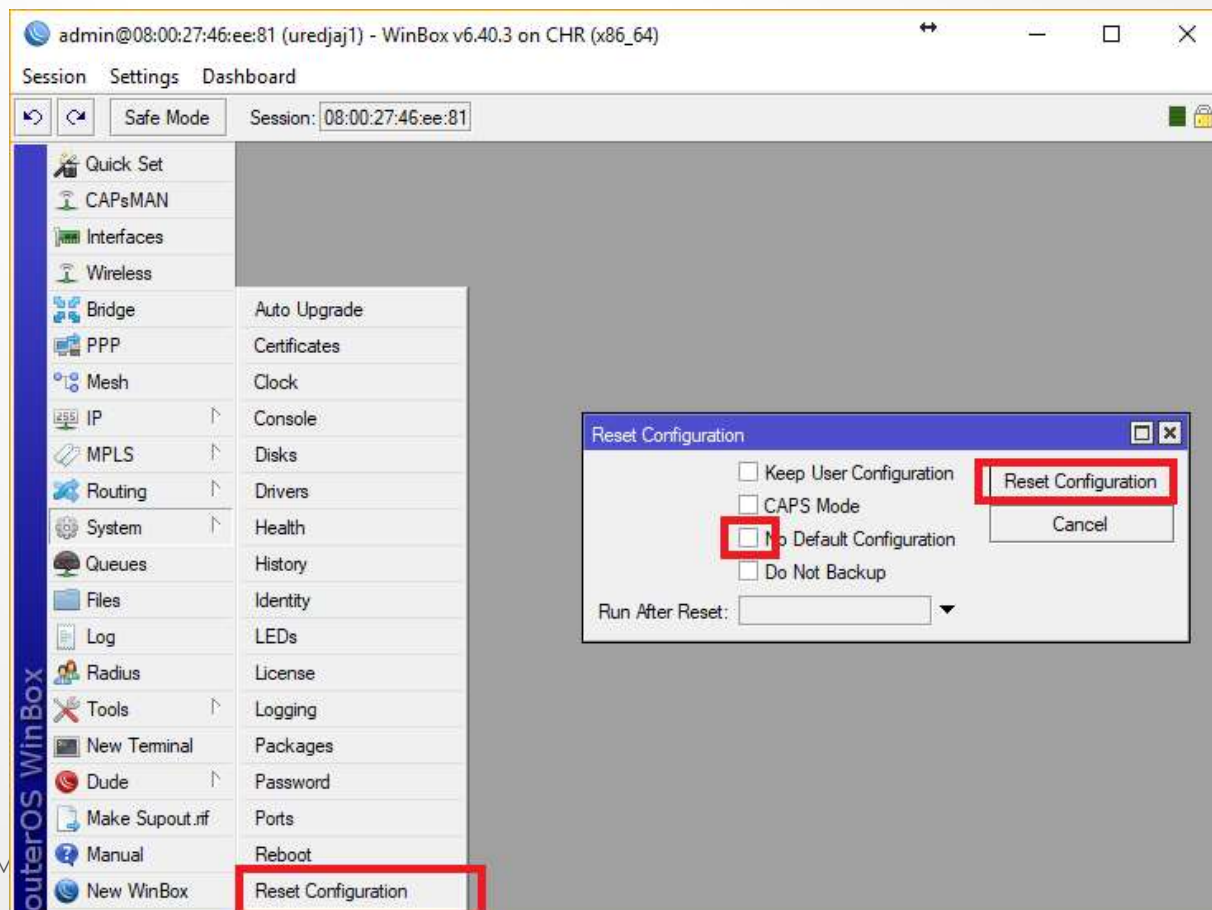 admin@08:00:27:46:ee:81 (uredjaj1) - WinBox v6.40.3 on CHR (x86_64)
Session Settings Dashboard
Safe Mode Session: 08:00:27:46:ee:81
Quick Set
CAPsMAN
Interfaces
Wireless
Bridge
PPP
Mesh
255 IP
MPLS
Routing
System
Queues
Files
Log
Radius
Tools
New Terminal
Dude
Make Supout.rif
Manual
New WinBox
Auto Upgrade
Certificates
Clock
Console
Disks
Drivers
Health
History
Identity
LEDs
License
Logging
Packages
Password
Ports
Reboot
Reset Configuration
Reset Configuration
Keep User Configuration
CAPS Mode
No Default Configuration
Do Not Backup
Run After Reset:
Reset Configuration
Cancel
outerOS WinBox
M